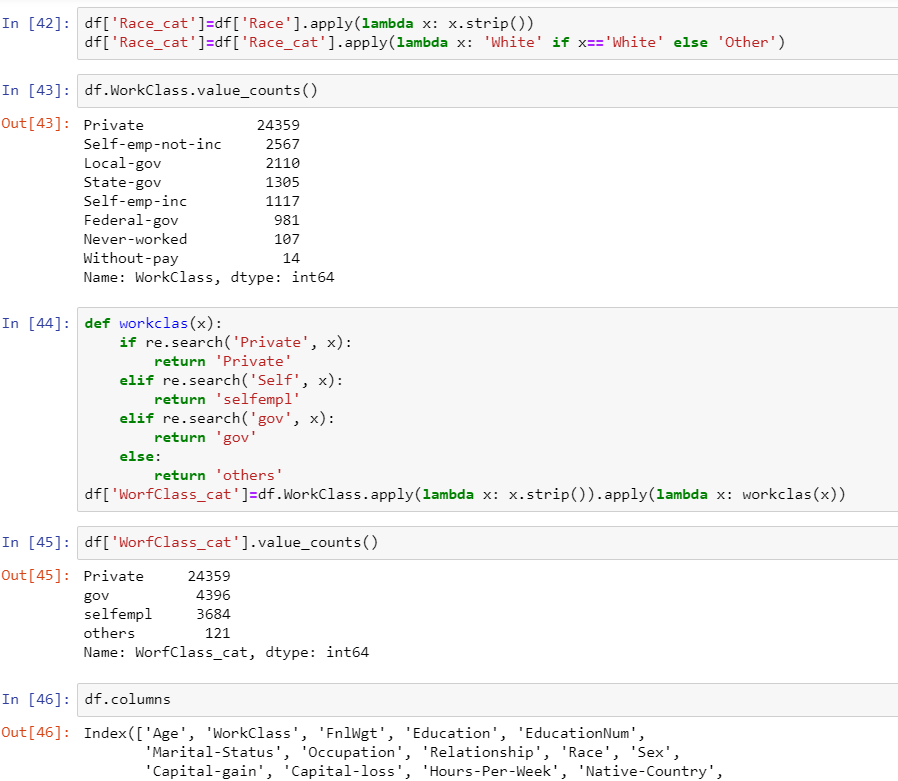 In [42]: df['Race_cat']=df['Race'].apply(lambda x: x.strip())
df['Race_cat']=df['Race_cat'].apply(lambda x: 'White' if x=='White' else 'Other')
In [43]: df.WorkClass.value_counts()
Out[43]: Private 24359
Self-emp-not-inc 2567
Local-gov 2110
State-gov 1305
Self-emp-inc 1117
Federal-gov 981
Never-worked 107
Without-pay 14
Name: WorkClass, dtype: int64
In [44]: def workclas(x):
if re.search('Private', x):
return 'Private'
elif re.search('Self', x):
return 'selfempl'
elif re.search('gov', x):
return 'gov'
else:
return 'others'
df['WorfClass_cat']=df.WorkClass.apply(lambda x: x.strip()).apply(lambda x: workclas(x))
In [45]: df['WorfClass_cat'].value_counts()
Out[45]: Private 24359
gov 4396
selfempl 3684
others 121
Name: WorfClass_cat, dtype: int64
In [46]: df.columns
Out[46]: Index(['Age', 'WorkClass', 'FnlWgt', 'Education', 'EducationNum',
'Marital-Status', 'Occupation', 'Relationship', 'Race', 'Sex',
'Capital-gain', 'Capital-loss', 'Hours-Per-Week', 'Native-Country',